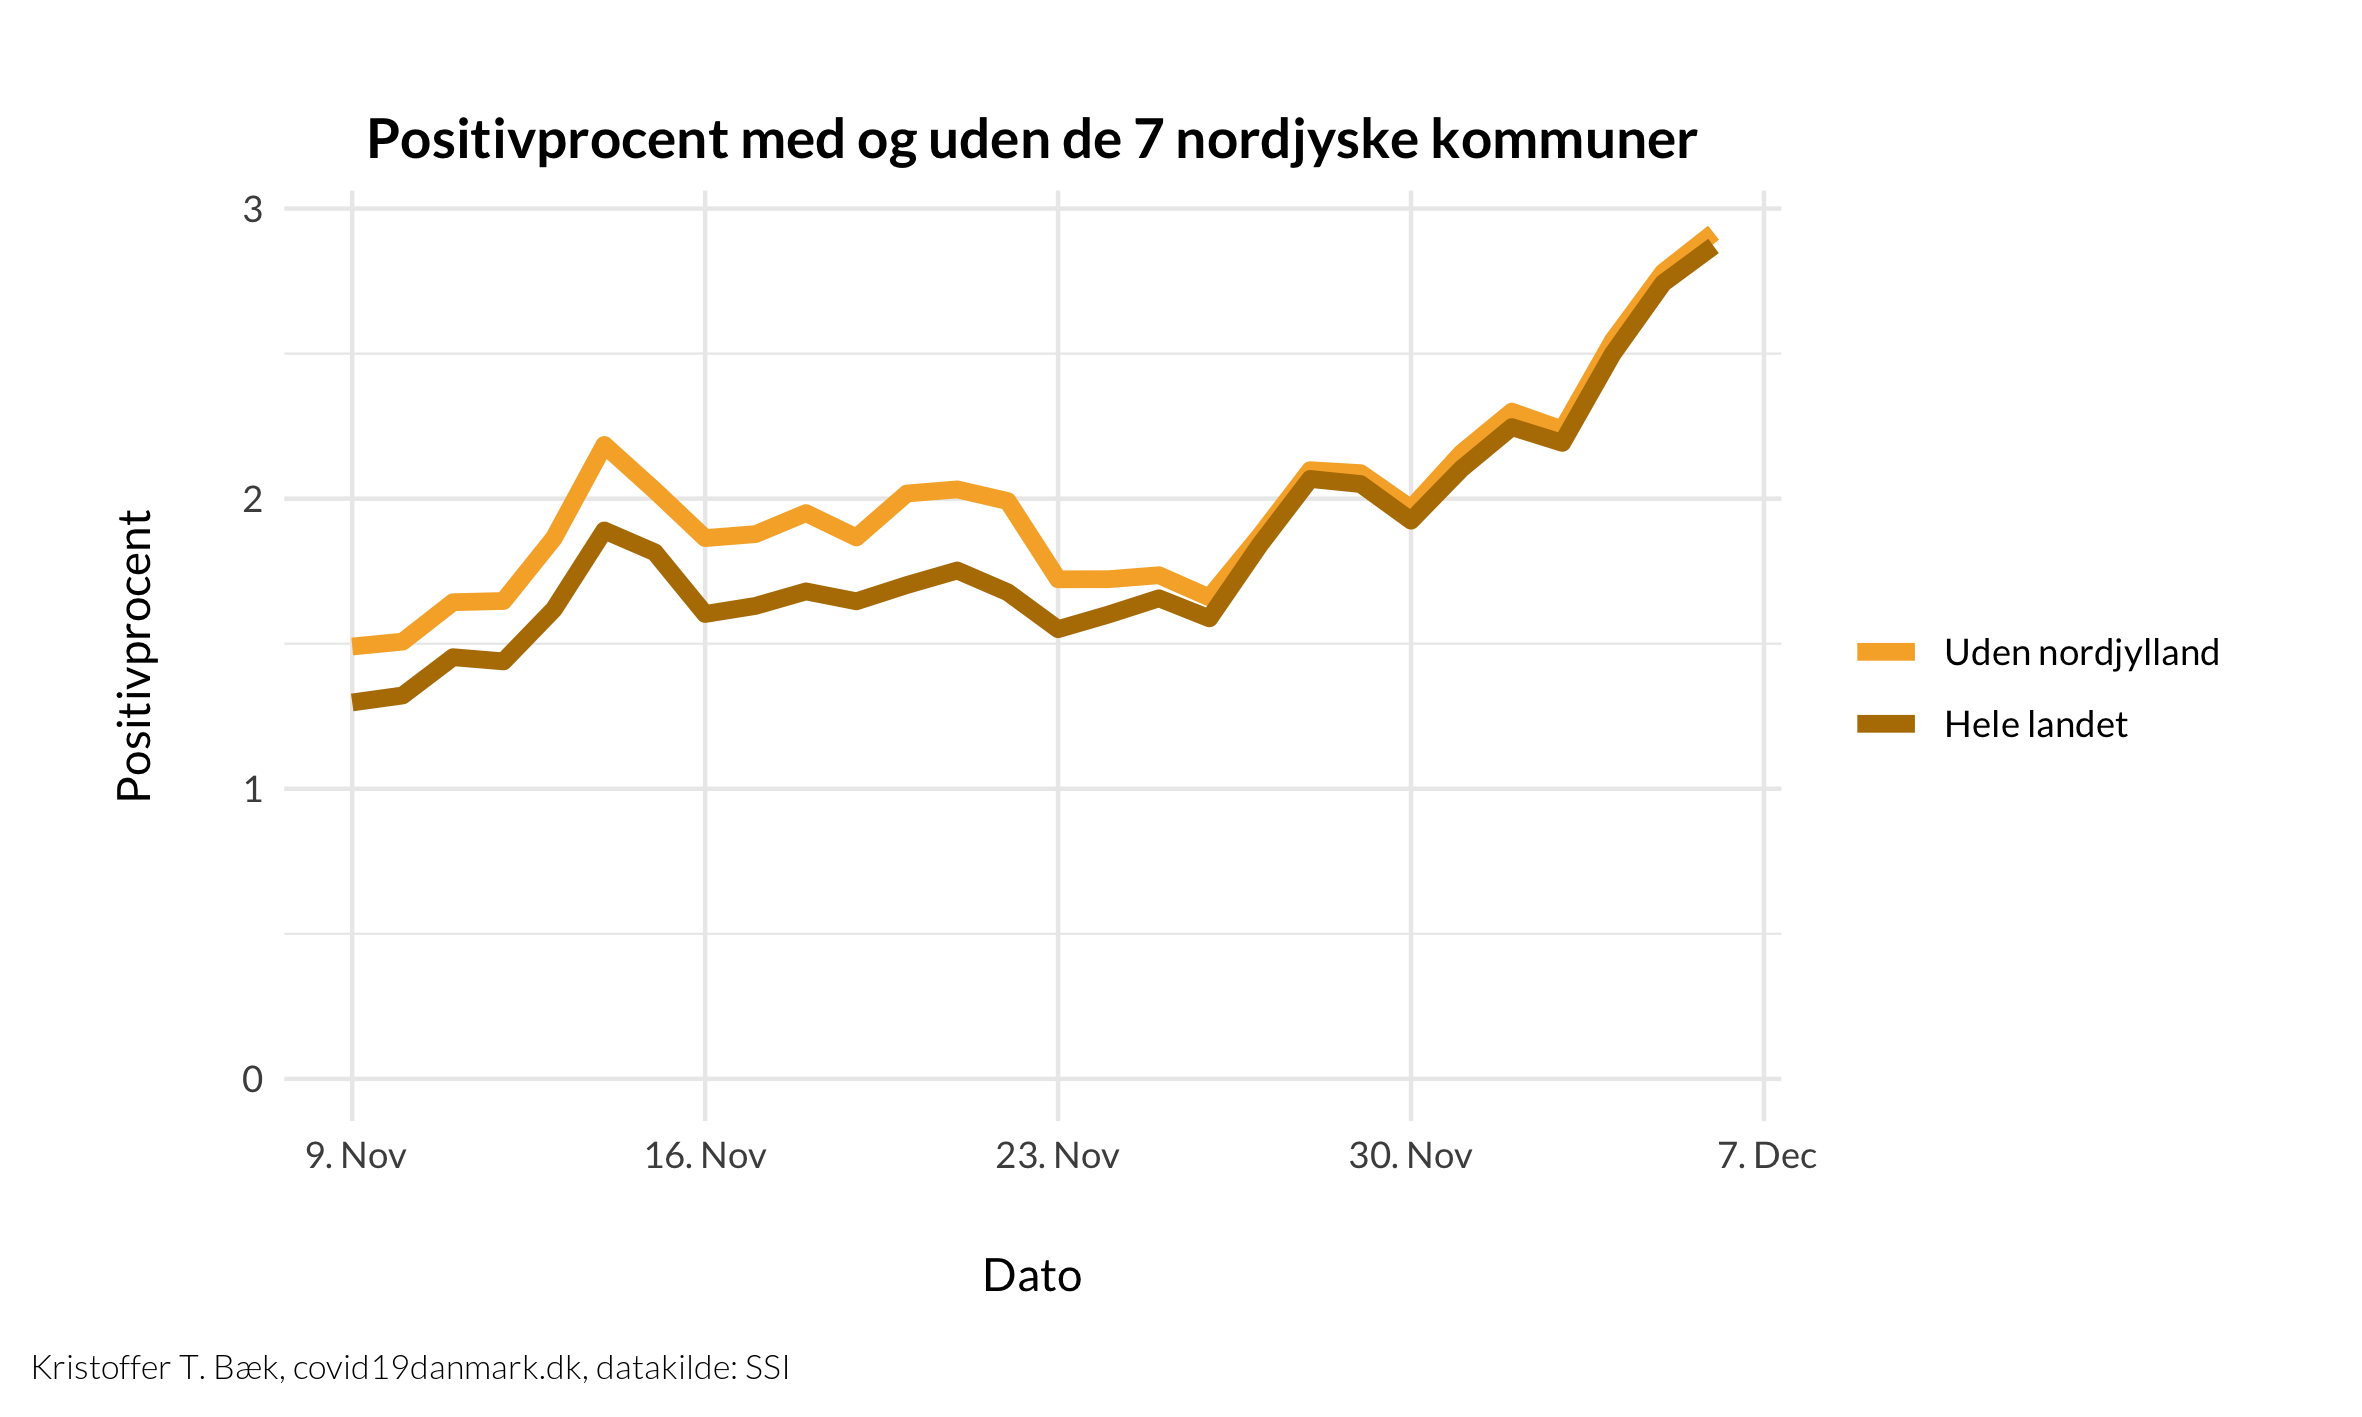 Positivprocent med og uden de 7 nordjyske kommuner
Positivprocent
3
2
1
0
9. Nov
16. Nov
23. Nov
30. Nov
7. Dec
Dato
Uden nordjylland
Hele landet
Kristoffer T. Bæk, covid19danmark.dk, datakilde: SSI